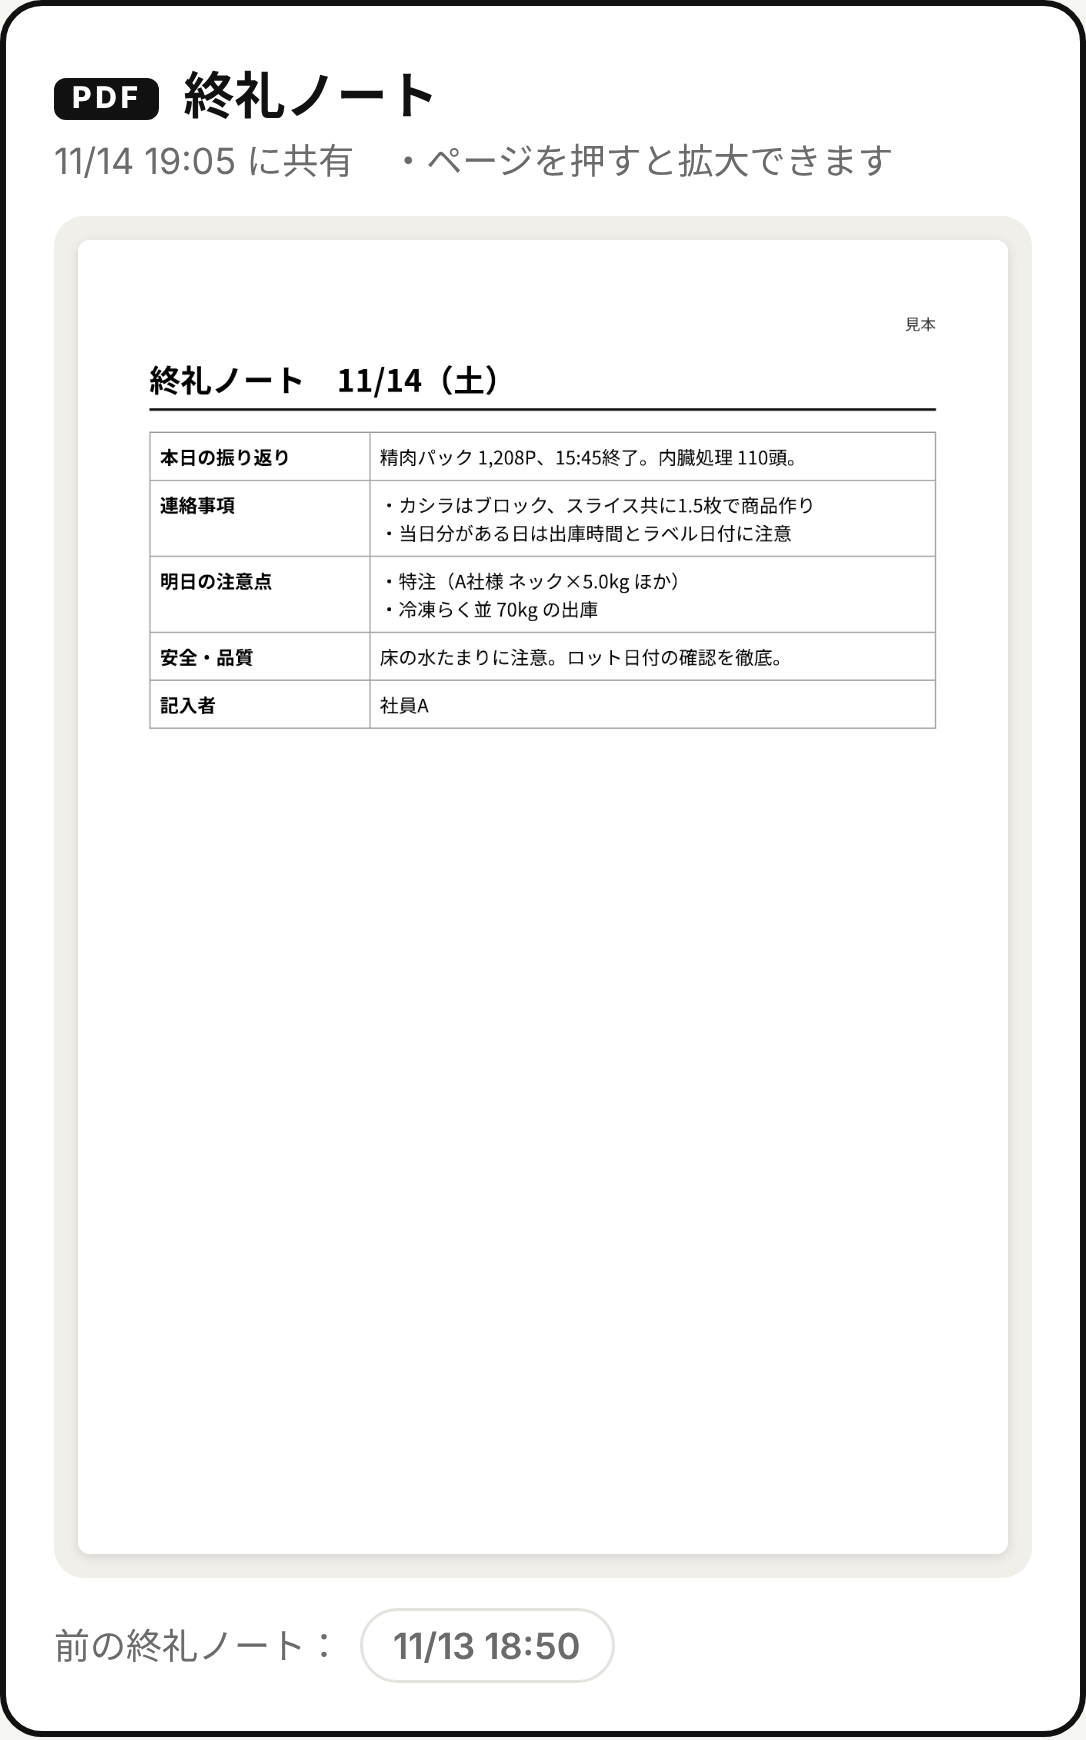 PDF 終礼ノート
11/14 19:05 に共有　・ページを押すと拡大できます
見本
終礼ノート　11/14（土）
本日の振り返り 精肉パック 1,208P、15:45終了。内臓処理 110頭。
連絡事項 ・カシラはブロック、スライス共に1.5枚で商品作り
・当日分がある日は出庫時間とラベル日付に注意
明日の注意点 ・特注（A社様 ネック×5.0kg ほか）
・冷凍らく並 70kg の出庫
安全・品質 床の水たまりに注意。ロット日付の確認を徹底。
記入者 社員A
前の終礼ノート： 11/13 18:50